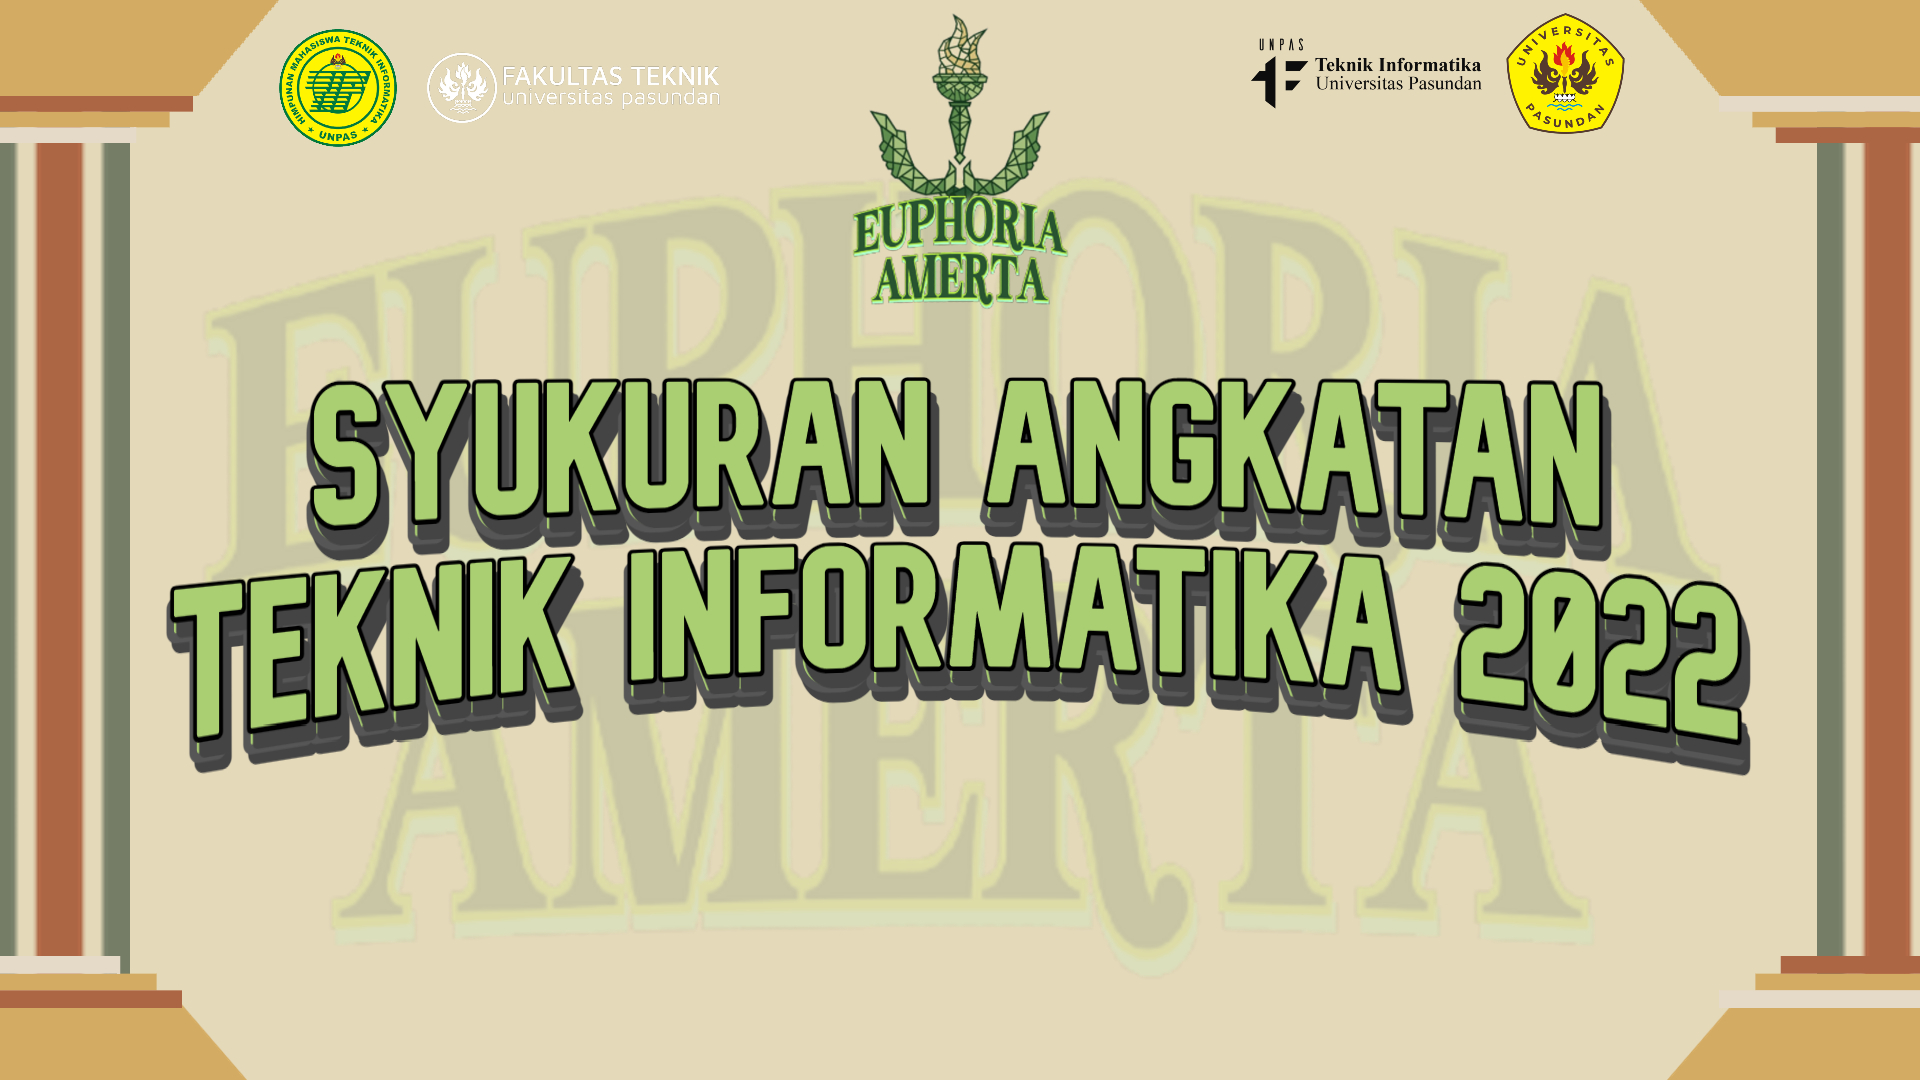 HIMPUNAN MAHASISWA TEKNIK INFORMATIKA
UNPAS
FAKULTAS TEKNIK
universitas pasundan
EUPHORIA
AMERTA
UNPAS
Teknik Informatika
Universitas Pasundan
UNIVERSITAS
PASUNDAN
EUPHORIA
AMERTA
SYUKURAN ANGKATAN
TEKNIK INFORMATIKA 2022